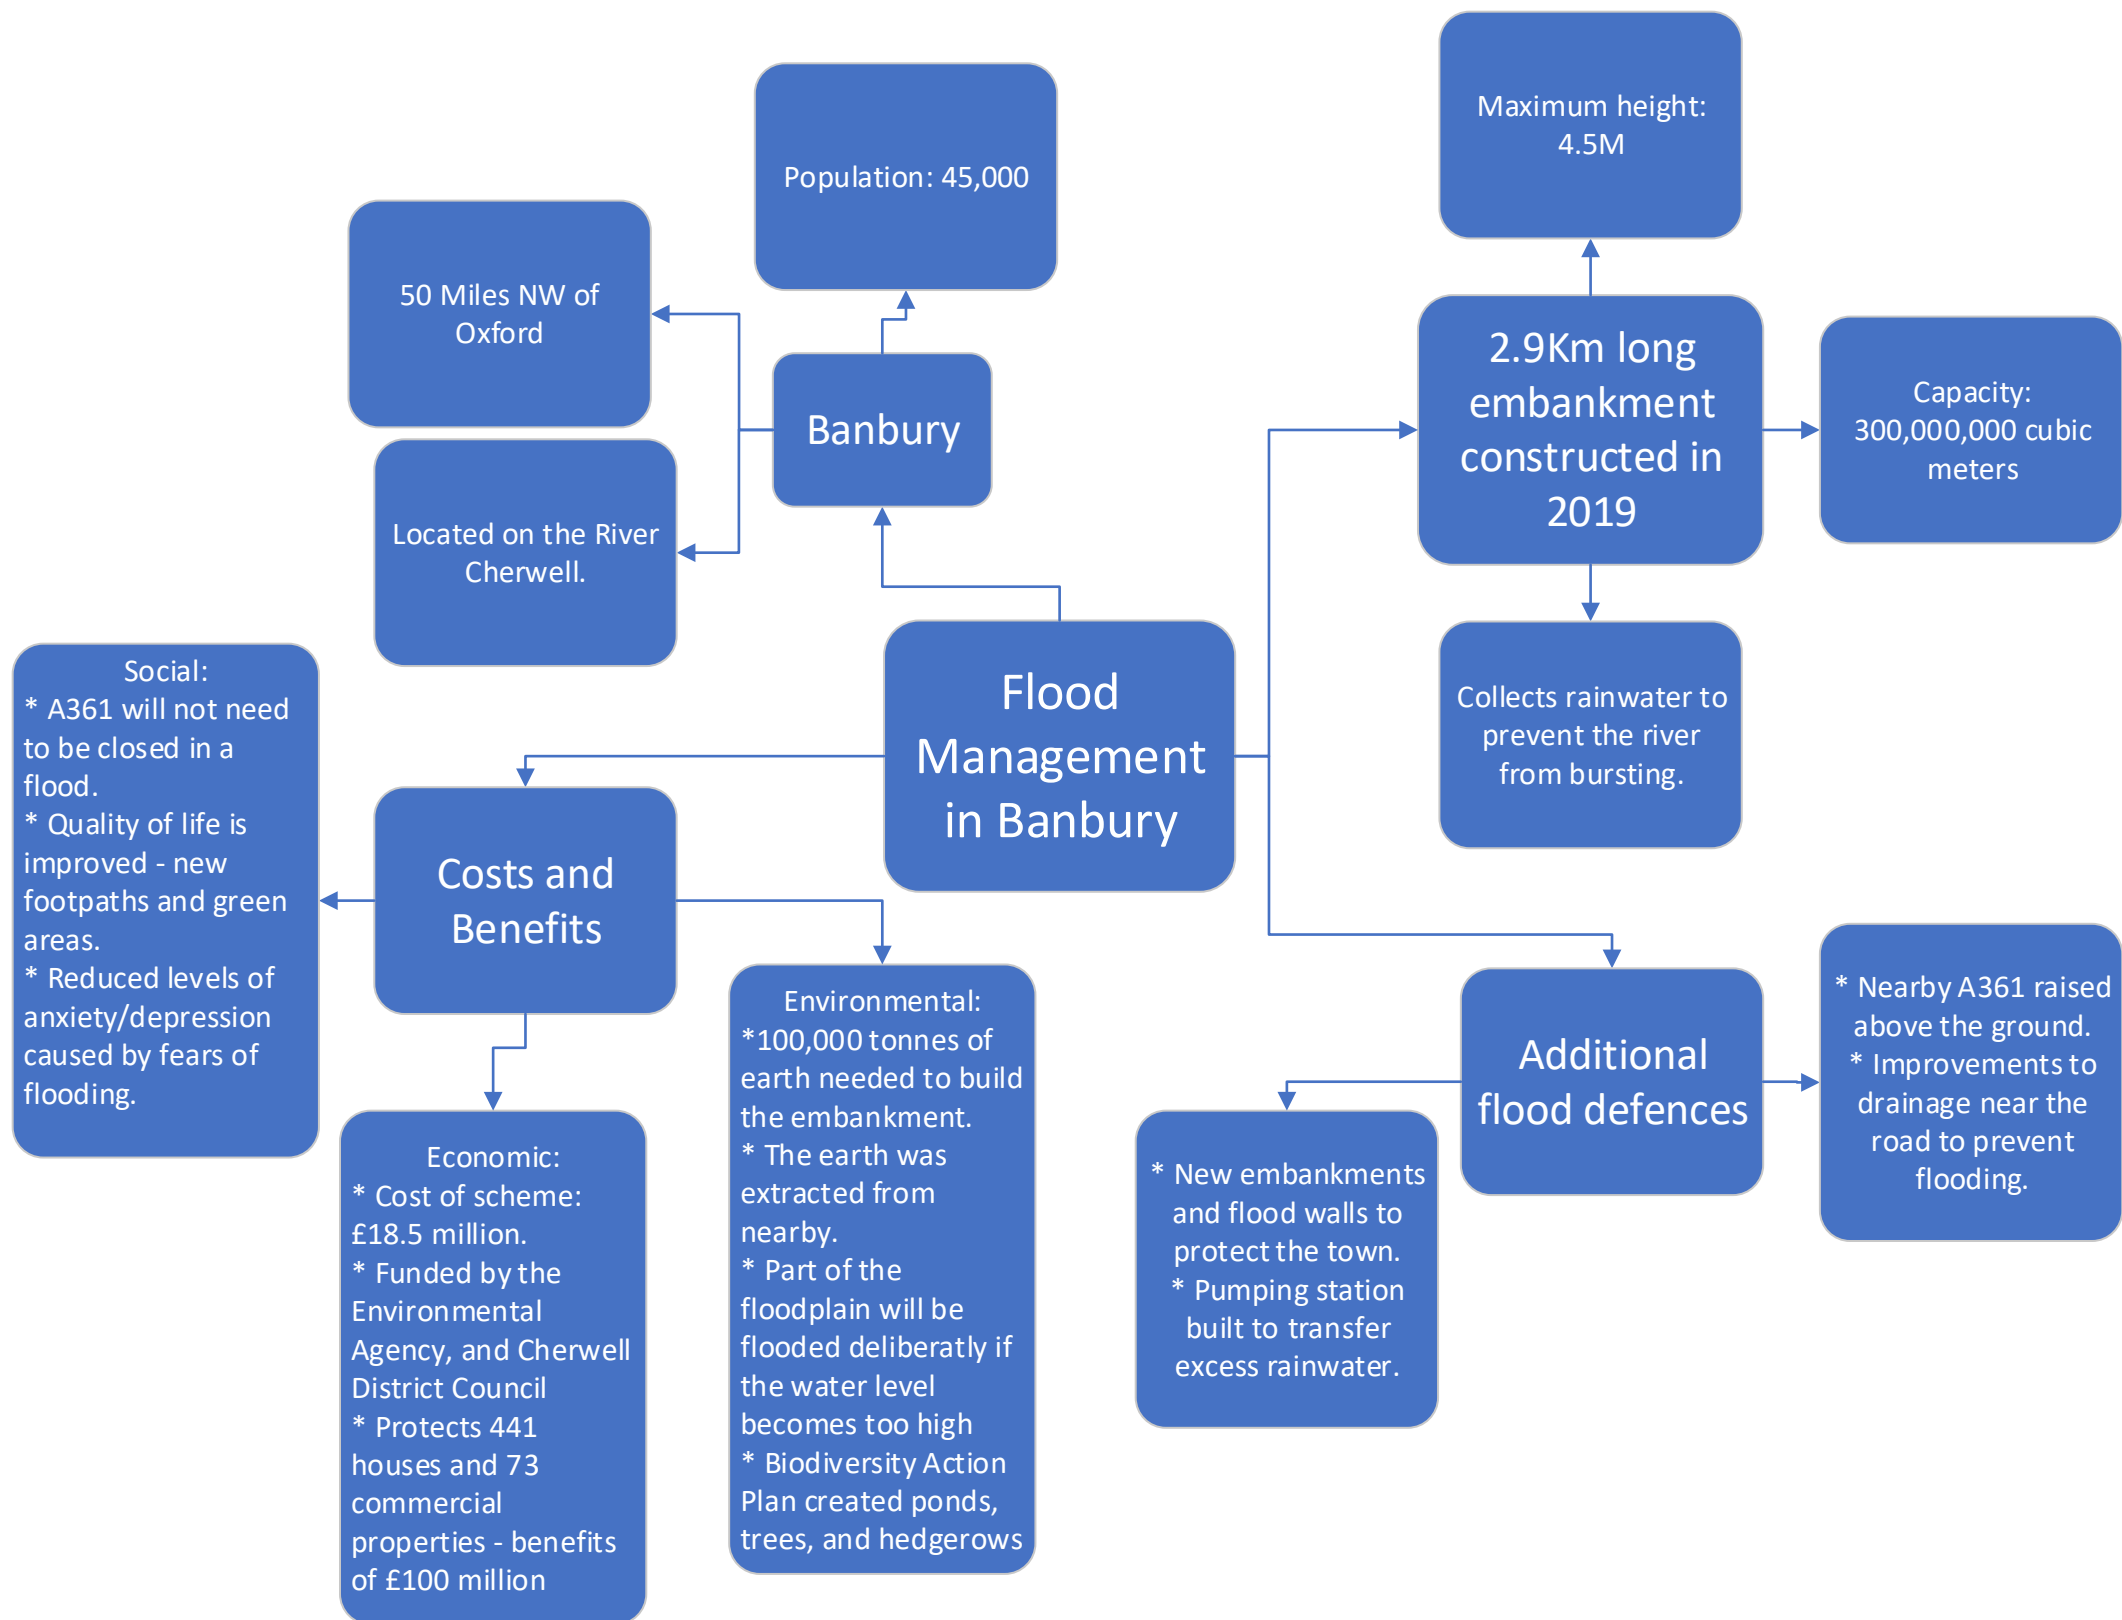 Flood
Management
in Banbury
Banbury
Population: 45,000
50 Miles NW of
Oxford
Located on the River
Cherwell.
2.9Km long
embankment
constructed in
2019
Maximum height:
4.5M
Capacity:
300,000,000 cubic
meters
Collects rainwater to
prevent the river
from bursting.
Costs and
Benefits
Social:
* A361 will not need
to be closed in a
flood.
* Quality of life is
improved - new
footpaths and green
areas.
* Reduced levels of
anxiety/depression
caused by fears of
flooding.
Economic:
* Cost of scheme:
£18.5 million.
* Funded by the
Environmental
Agency, and Cherwell
District Council
* Protects 441
houses and 73
commercial
properties - benefits
of £100 million
Environmental:
*100,000 tonnes of
earth needed to build
the embankment.
* The earth was
extracted from
nearby.
* Part of the
floodplain will be
flooded deliberatly if
the water level
becomes too high
* Biodiversity Action
Plan created ponds,
trees, and hedgerows
Additional
flood defences
* New embankments
and flood walls to
protect the town.
* Pumping station
built to transfer
excess rainwater.
* Nearby A361 raised
above the ground.
* Improvements to
drainage near the
road to prevent
flooding.